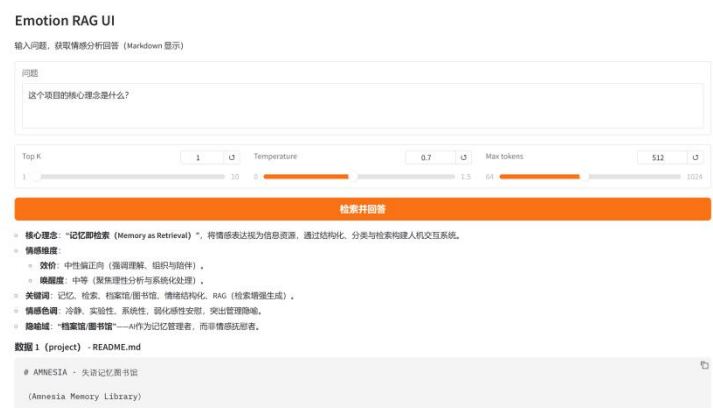 Emotion RAG UI
输入问题，获取情感分析回答（Markdown 显示）
问题
这个项目的核心理念是什么？
Top K 1 ↺ Temperature 0.7 ↺ Max tokens 512 ↺
1 10 0 1.5 64 1024
检索并回答
核心理念：“记忆即检索（Memory as Retrieval）”，将情感表达视为信息资源，通过结构化、分类与检索构建人机交互系统。
情感维度：
效价：中性偏正向（强调理解、组织与陪伴）。
唤醒度：中等（聚焦理性分析与系统化处理）。
关键词：记忆、检索、档案馆/图书馆、情绪结构化、RAG（检索增强生成）。
情感色调：冷静、实验性、系统性，弱化感性安慰，突出管理隐喻。
隐喻域：“档案馆/图书馆”——AI作为记忆管理者，而非情感抚慰者。
数据 1（project） - README.md
# AMNESIA - 失语记忆图书馆
（Amnesia Memory Library）